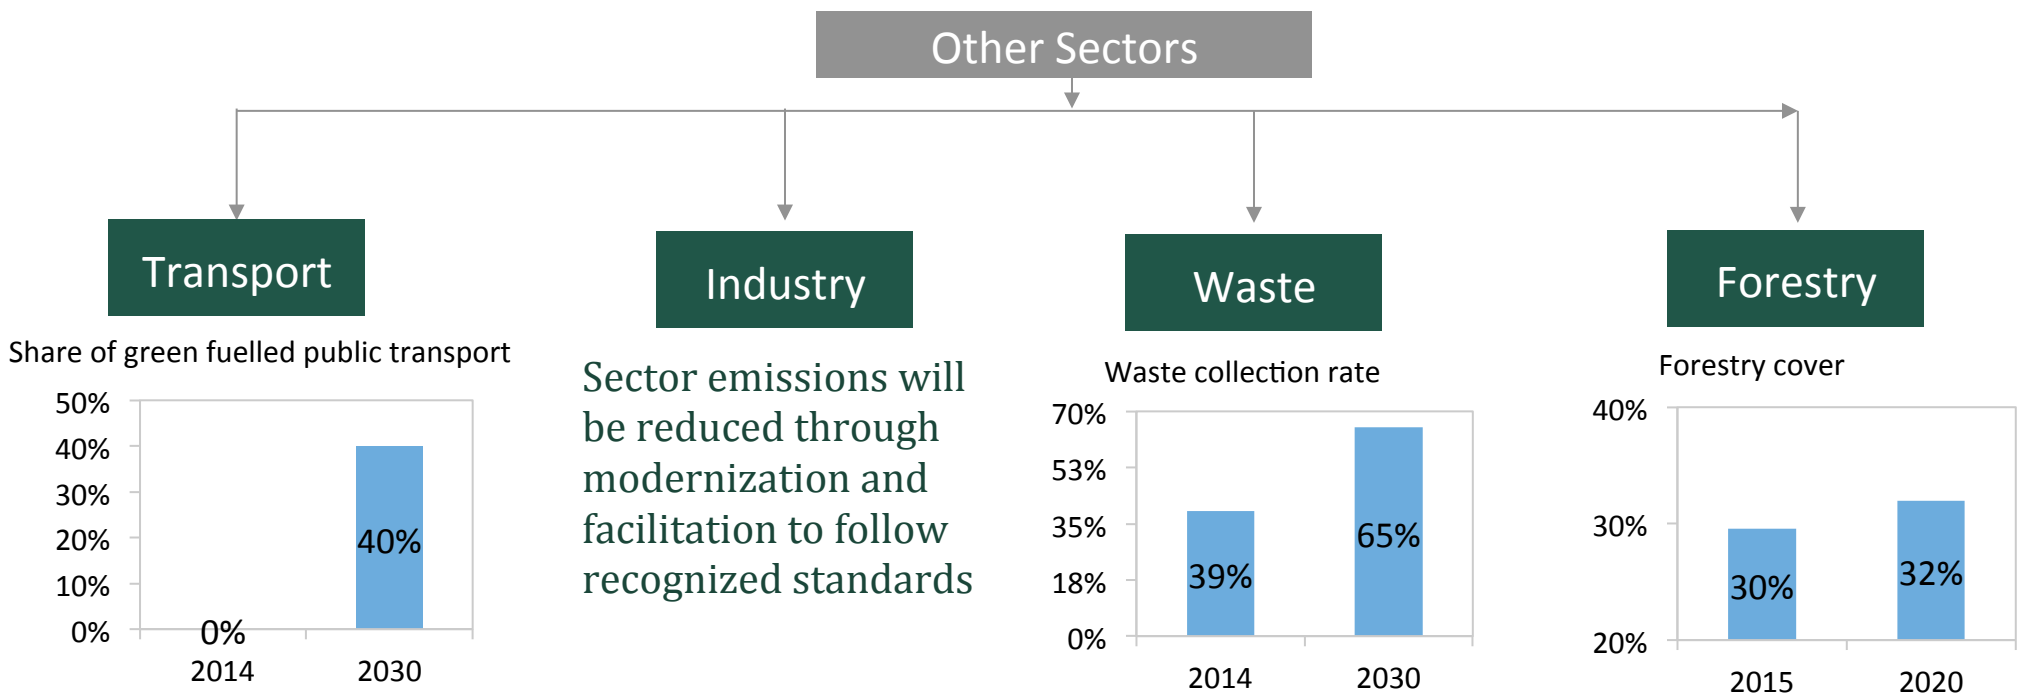 Other Sectors
Transport
Share of green fuelled public transport
50%
40%
30%
20%
10%
0%
0%
40%
2014
2030
Industry
Sector emissions will
be reduced through
modernization and
facilitation to follow
recognized standards
Waste
Waste collection rate
70%
53%
35%
18%
0%
39%
65%
2014
2030
Forestry
Forestry cover
40%
30%
20%
30%
32%
2015
2020